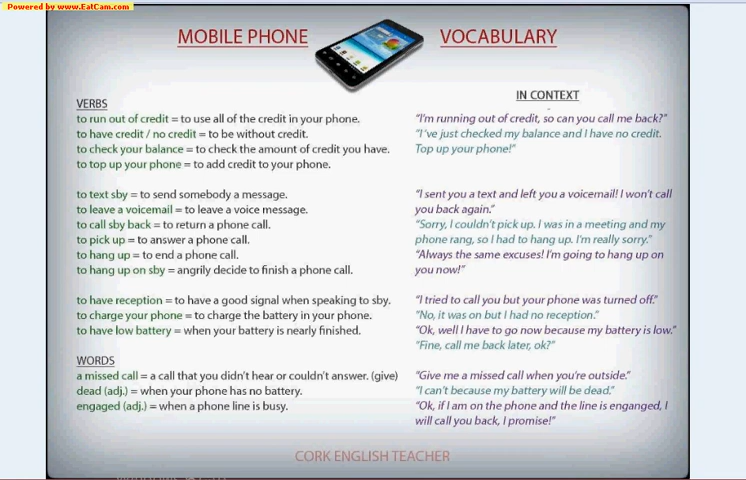 Powered by www.EatCam.com
MOBILE PHONE VOCABULARY
VERBS
to run out of credit = to use all of the credit in your phone.
to have credit / no credit = to be without credit.
to check your balance = to check the amount of credit you have.
to top up your phone = to add credit to your phone.
to text sby = to send somebody a message.
to leave a voicemail = to leave a voice message.
to call sby back = to return a phone call.
to pick up = to answer a phone call.
to hang up = to end a phone call.
to hang up on sby = angrily decide to finish a phone call.
to have reception = to have a good signal when speaking to sby.
to charge your phone = to charge the battery in your phone.
to have low battery = when your battery is nearly finished.
WORDS
a missed call = a call that you didn't hear or couldn't answer. (give)
dead (adj.) = when your phone has no battery.
engaged (adj.) = when a phone line is busy.
IN CONTEXT
"I'm running out of credit, so can you call me back?"
"I've just checked my balance and I have no credit.
Top up your phone!"
"I sent you a text and left you a voicemail! I won't call
you back again."
"Sorry, I couldn't pick up. I was in a meeting and my
phone rang, so I had to hang up. I'm really sorry."
"Always the same excuses! I'm going to hang up on
you now!"
"I tried to call you but your phone was turned off."
"No, it was on but I had no reception."
"Ok, well I have to go now because my battery is low."
"Fine, call me back later, ok?"
"Give me a missed call when you're outside."
"I can't because my battery will be dead."
"Ok, if I am on the phone and the line is enganged, I
will call you back, I promise!"
CORK ENGLISH TEACHER